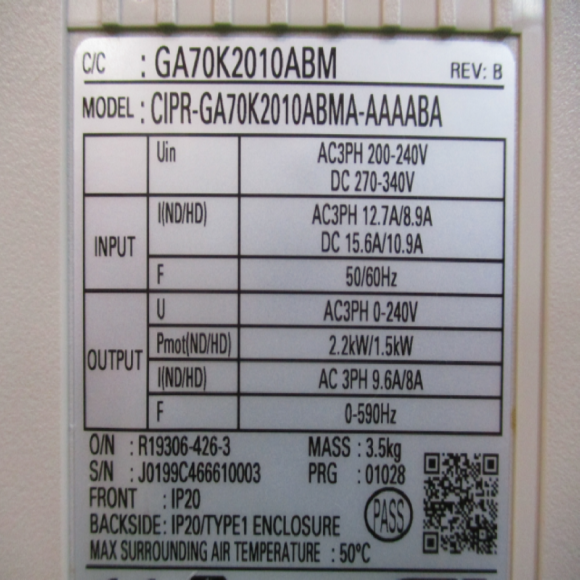 C/C : GA70K2010ABM REV: B
MODEL : CIPR-GA70K2010ABMA-AAAABA
Uin AC3PH 200-240V
DC 270-340V
INPUT I(ND/HD) AC3PH 12.7A/8.9A
DC 15.6A/10.9A
F 50/60Hz
OUTPUT U AC3PH 0-240V
Pmot(ND/HD) 2.2kW/1.5kW
I(ND/HD) AC 3PH 9.6A/8A
F 0-590Hz
O/N : R19306-426-3 MASS : 3.5kg
S/N : J0199C466610003 PRG : 01028
FRONT : IP20
PASS
BACKSIDE: IP20/TYPE1 ENCLOSURE
MAX SURROUNDING AIR TEMPERATURE : 50°C